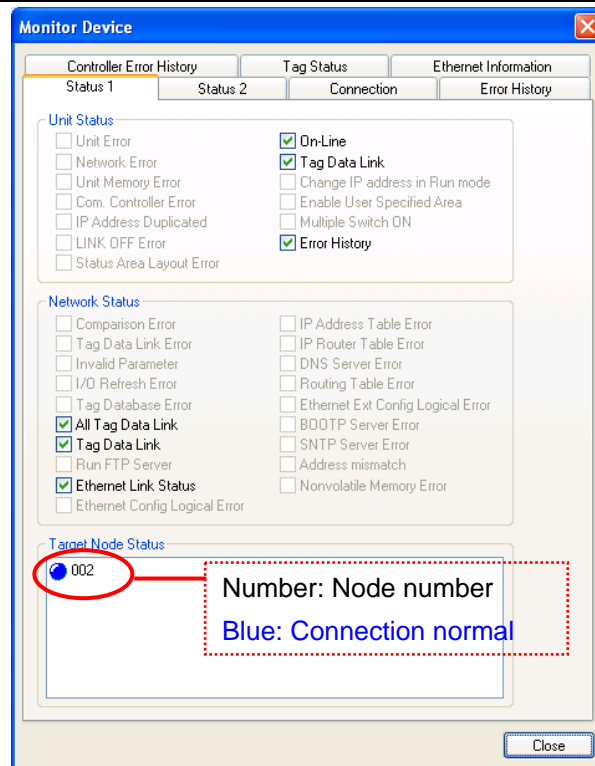 Monitor Device
Controller Error History
Tag Status
Ethernet Information
Status 1
Status 2
Connection
Error History
Unit Status
Unit Error
Network Error
Unit Memory Error
Com. Controller Error
IP Address Duplicated
LINK OFF Error
Status Area Layout Error
On-Line
Tag Data Link
Change IP address in Run mode
Enable User Specified Area
Multiple Switch ON
Error History
Network Status
Comparison Error
Tag Data Link Error
Invalid Parameter
I/O Refresh Error
Tag Database Error
All Tag Data Link
Tag Data Link
Run FTP Server
Ethernet Link Status
Ethernet Config Logical Error
IP Address Table Error
IP Router Table Error
DNS Server Error
Routing Table Error
Ethernet Ext Config Logical Error
BOOTP Server Error
SNTP Server Error
Address mismatch
Nonvolatile Memory Error
Target Node Status
002
Number: Node number
Blue: Connection normal
Close